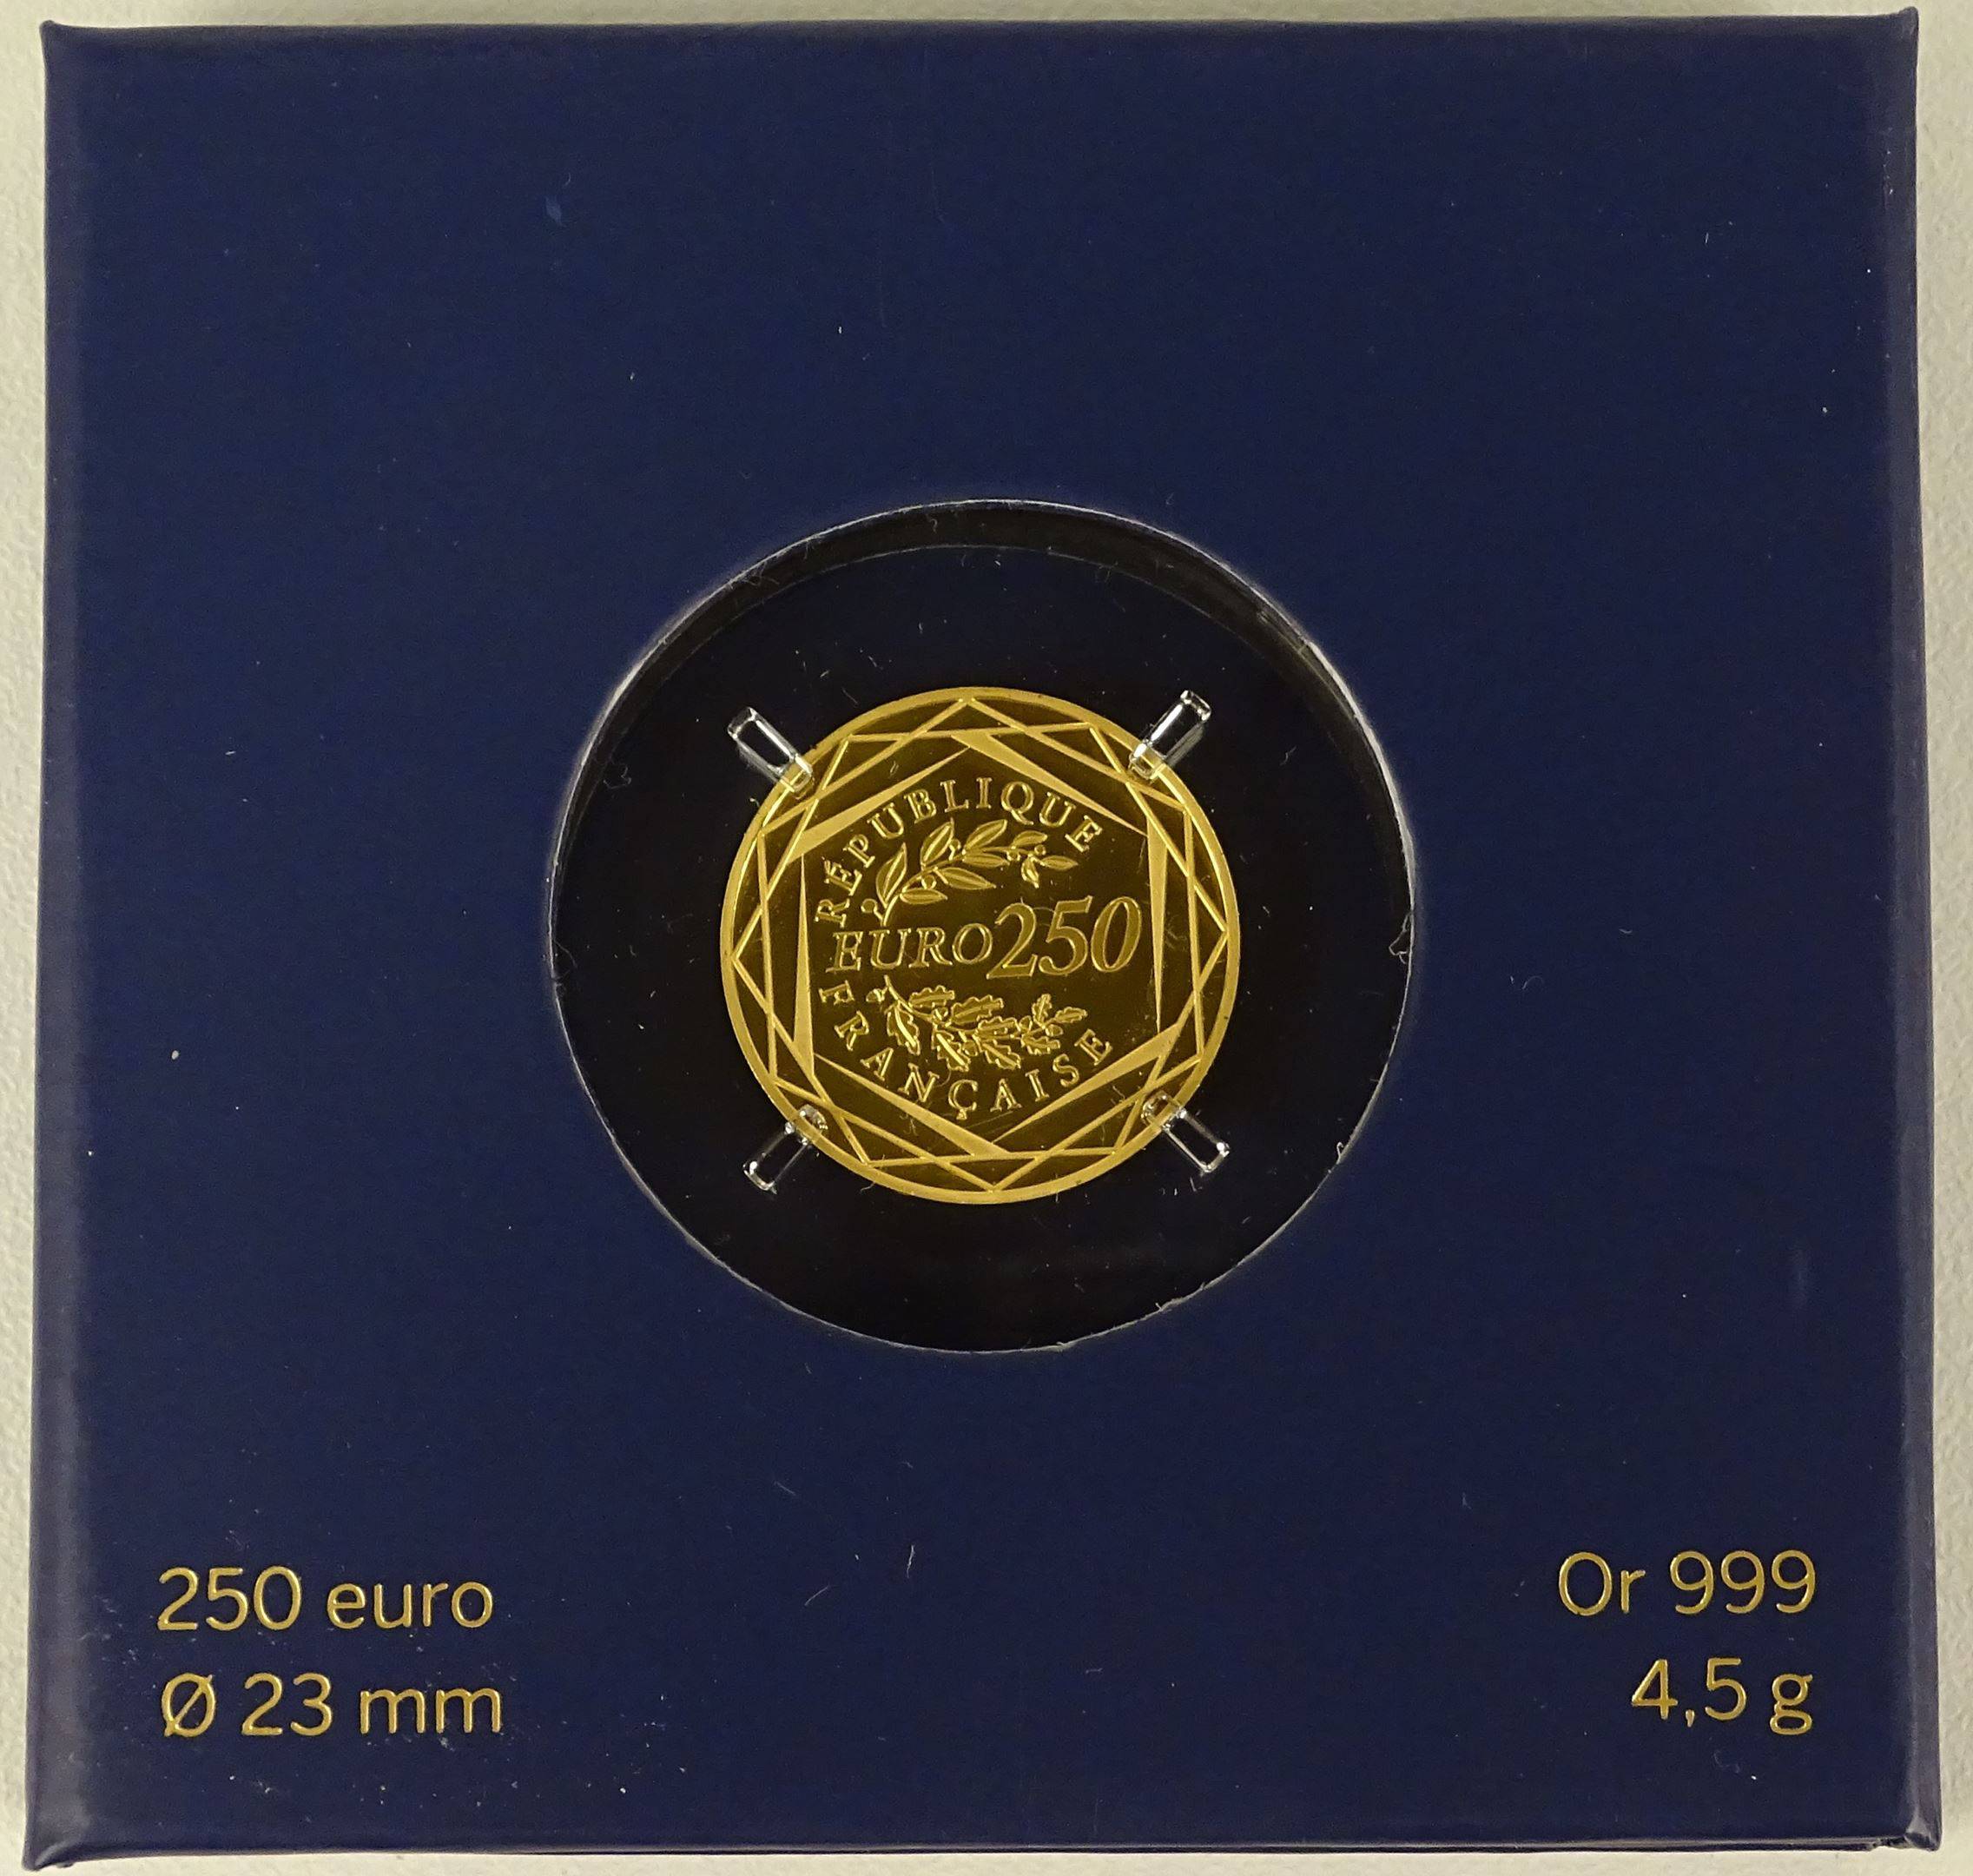 RÉPUBLIQUE
EURO 250
FRANÇAISE
250 euro
Ø 23 mm
Or 999
4,5 g